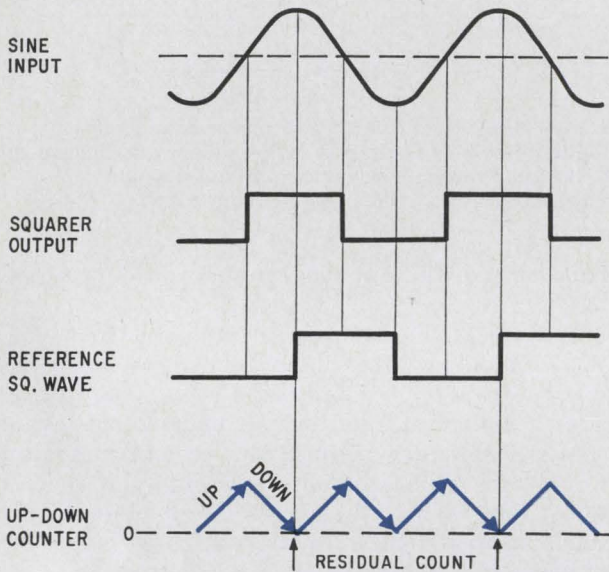 SINE
INPUT
SQUARER
OUTPUT
REFERENCE
SQ. WAVE
UP
DOWN
UP-DOWN
COUNTER
0
RESIDUAL COUNT